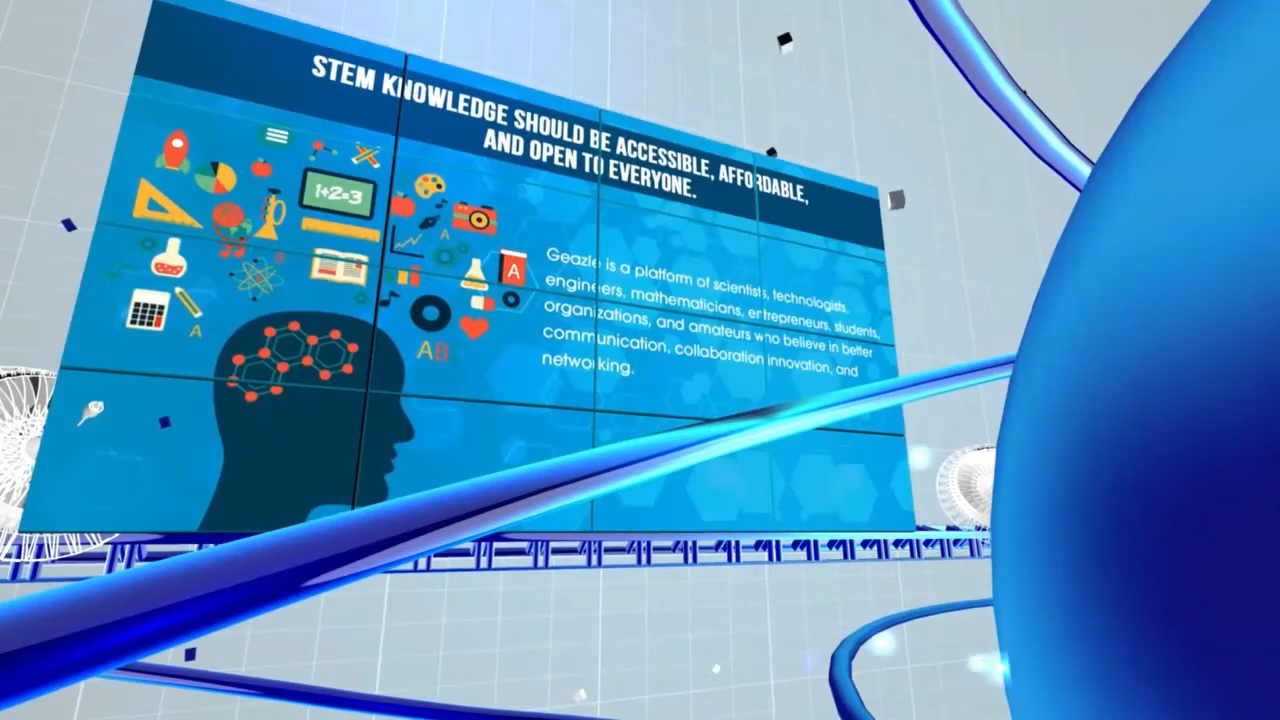 STEM KNOWLEDGE SHOULD BE ACCESSIBLE, AFFORDABLE,
AND OPEN TO EVERYONE.
1+2=3
A
B
A
A
AB
Geazle is a platform of scientists, technologists,
engineers, mathematicians, entrepreneurs, students,
organizations, and amateurs who believe in better
communication, collaboration innovation, and
networking.